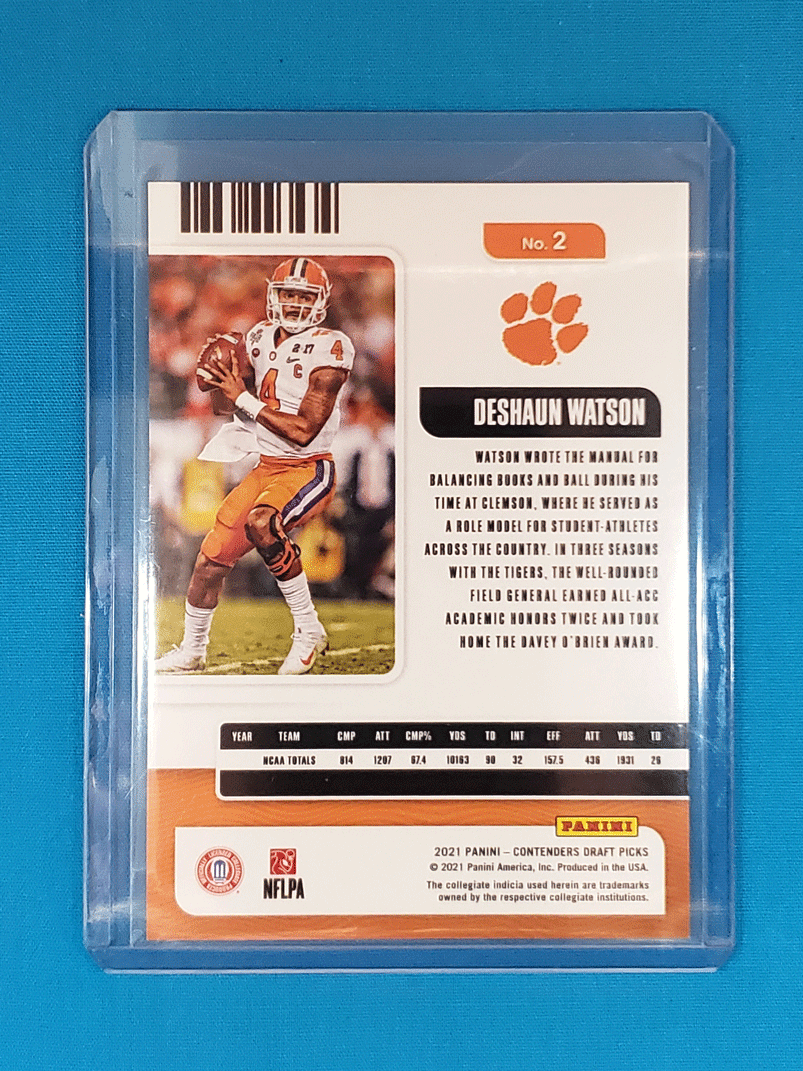 No. 2
4
2017
C
4
DESHAUN WATSON
WATSON WROTE THE MANUAL FOR
BALANCING BOOKS AND BALL DURING HIS
TIME AT CLEMSON, WHERE HE SERVED AS
A ROLE MODEL FOR STUDENT-ATHLETES
ACROSS THE COUNTRY. IN THREE SEASONS
WITH THE TIGERS, THE WELL-ROUNDED
FIELD GENERAL EARNED ALL-ACC
ACADEMIC HONORS TWICE AND TOOK
HOME THE DAVEY O'BRIEN AWARD.
YEAR TEAM CMP ATT CMP% YDS TD INT EFF ATT YDS TD
NCAA TOTALS 814 1207 67.4 10163 90 32 157.5 436 1931 26
PANINI
2021 PANINI – CONTENDERS DRAFT PICKS
© 2021 Panini America, Inc. Produced in the USA.
The collegiate indicia used herein are trademarks
owned by the respective collegiate institutions.
NFLPA